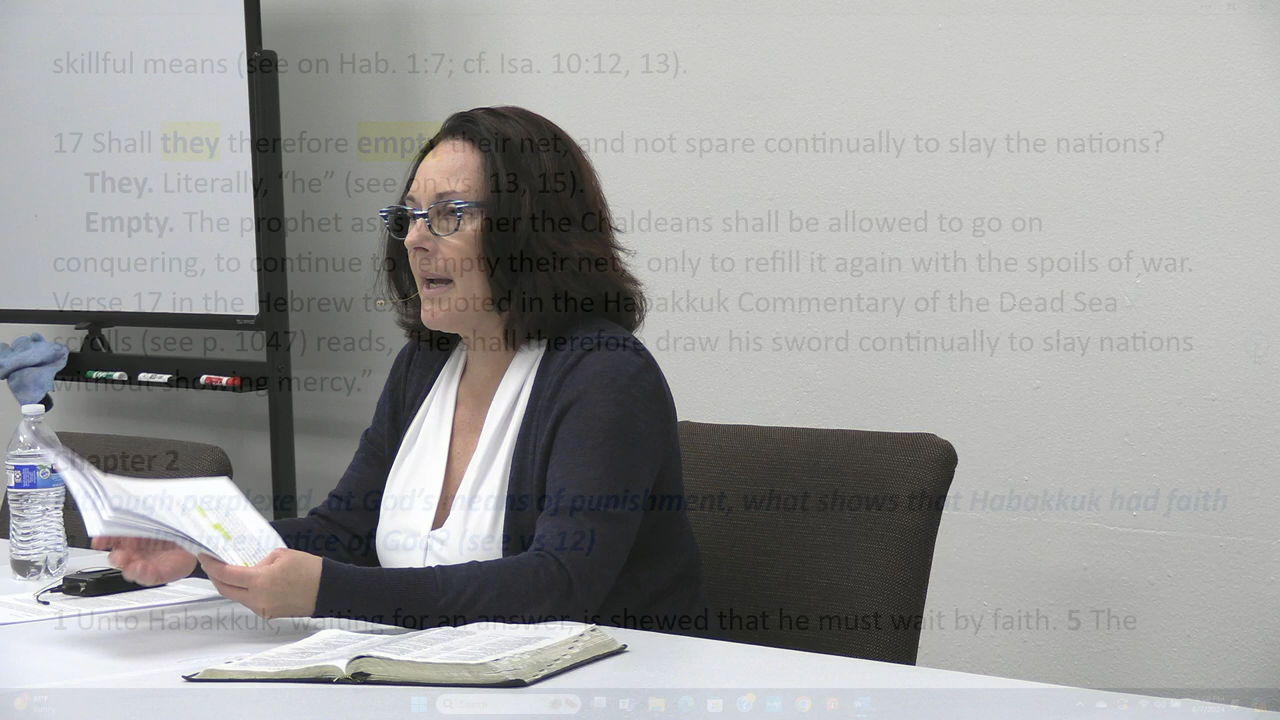 skillful means (see on Hab. 1:7; cf. Isa. 10:12, 13).
17 Shall they therefore empty their net, and not spare continually to slay the nations?
They. Literally, “he” (see on vs. 13, 15).
Empty. The prophet asks whether the Chaldeans shall be allowed to go on
conquering, to continue to empty their net, only to refill it again with the spoils of war.
Verse 17 in the Hebrew text quoted in the Habakkuk Commentary of the Dead Sea
scrolls (see p. 1047) reads, “He shall therefore draw his sword continually to slay nations
without showing mercy.”
Chapter 2
Although perplexed at God’s means of punishment, what shows that Habakkuk had faith
justice of God? (see vs 12)
1 Unto Habakkuk, waiting for an answer, is shewed that he must wait by faith. 5 The
Search